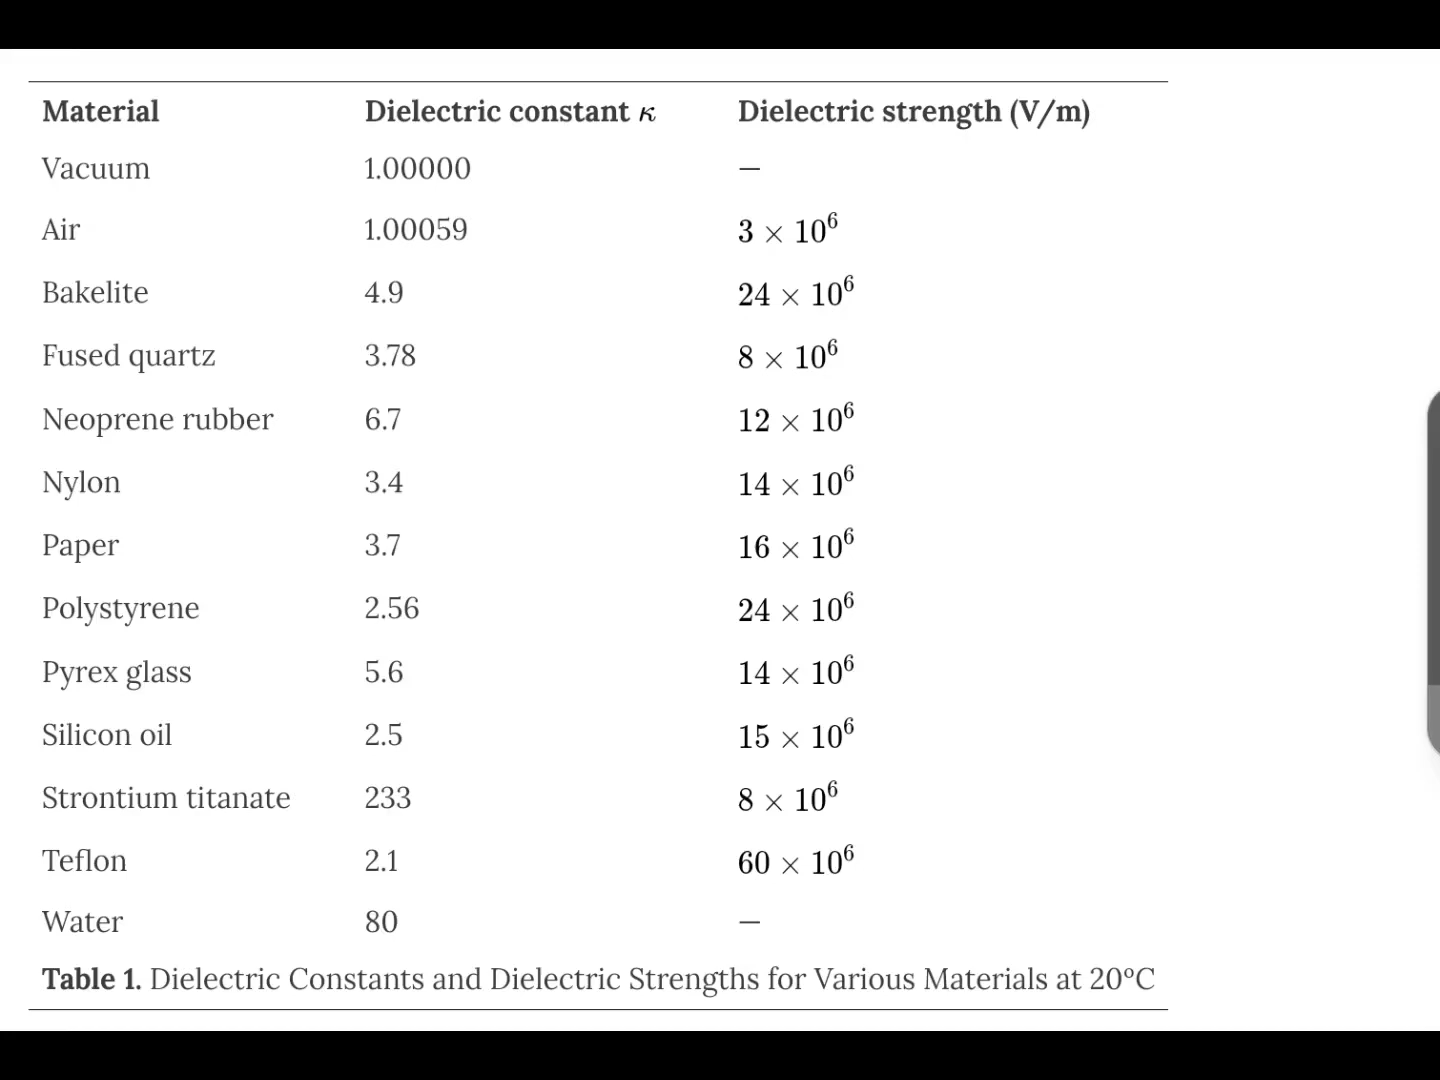 Material Dielectric constant κ Dielectric strength (V/m)
Vacuum 1.00000 —
Air 1.00059 3 × 10⁶
Bakelite 4.9 24 × 10⁶
Fused quartz 3.78 8 × 10⁶
Neoprene rubber 6.7 12 × 10⁶
Nylon 3.4 14 × 10⁶
Paper 3.7 16 × 10⁶
Polystyrene 2.56 24 × 10⁶
Pyrex glass 5.6 14 × 10⁶
Silicon oil 2.5 15 × 10⁶
Strontium titanate 233 8 × 10⁶
Teflon 2.1 60 × 10⁶
Water 80 —
Table 1. Dielectric Constants and Dielectric Strengths for Various Materials at 20ºC